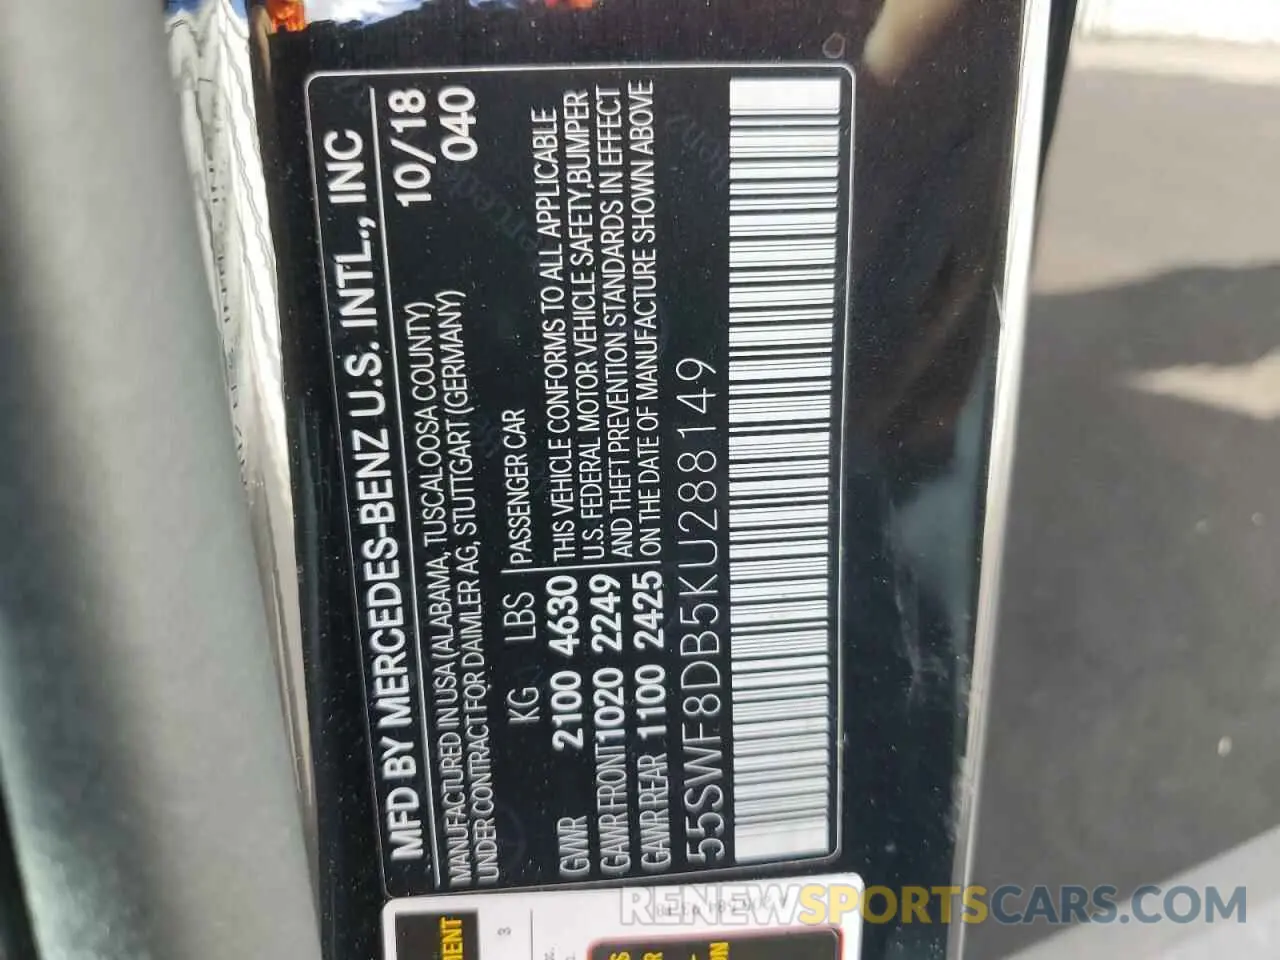 MFD BY MERCEDES-BENZ U.S. INTL., INC
MANUFACTURED IN USA (ALABAMA, TUSCALOOSA COUNTY) 10/18
UNDER CONTRACT FOR DAIMLER AG, STUTTGART (GERMANY) 040
KG LBS PASSENGER CAR
GVWR 2100 4630 THIS VEHICLE CONFORMS TO ALL APPLICABLE
GAWR FRONT 1020 2249 U.S. FEDERAL MOTOR VEHICLE SAFETY,BUMPER
AND THEFT PREVENTION STANDARDS IN EFFECT
GAWR REAR 1100 2425 ON THE DATE OF MANUFACTURE SHOWN ABOVE
55SWF8DB5KU288149
RENEWSPORTSCARS.COM